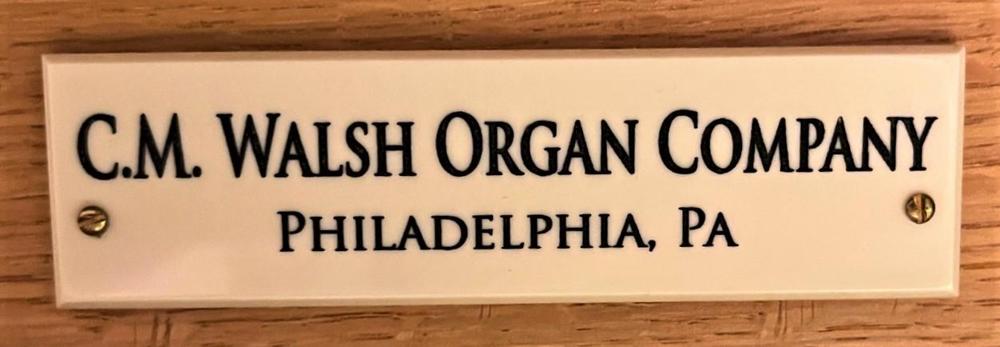 C.M. Walsh Organ Company
Philadelphia, Pa